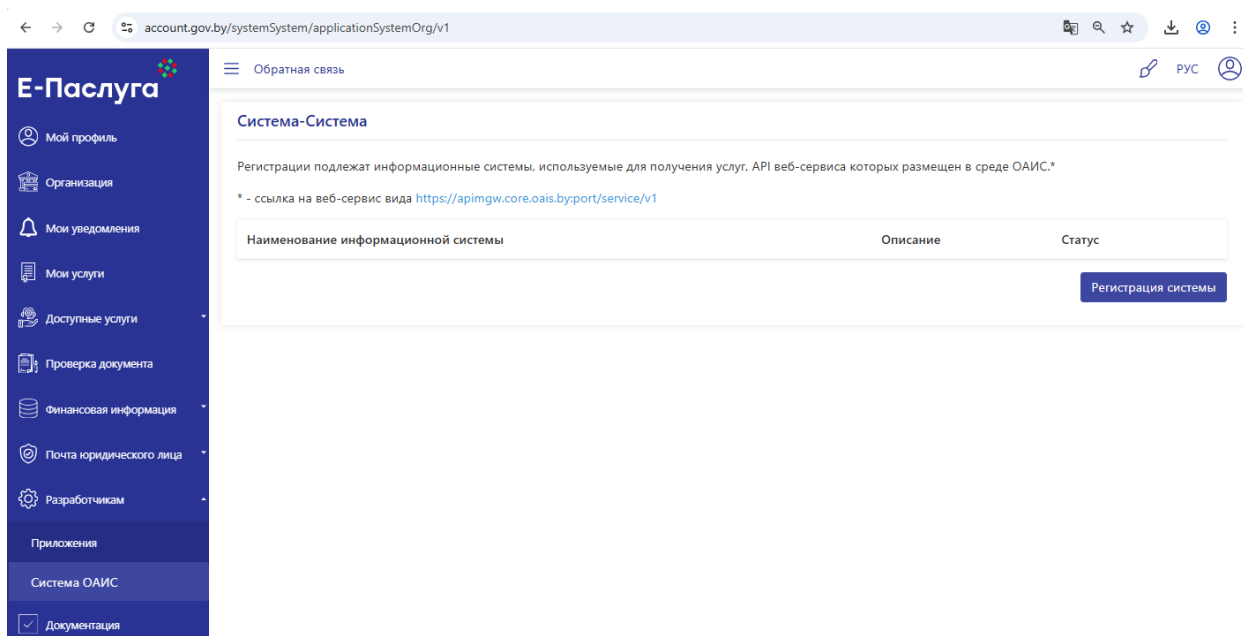 account.gov.by/systemSystem/applicationSystemOrg/v1
Е-Паслуга
Обратная связь
РУС
Мой профиль
Организация
Мои уведомления
Мои услуги
Доступные услуги
Проверка документа
Финансовая информация
Почта юридического лица
Разработчикам
Приложения
Система ОАИС
Документация
Система-Система
Регистрации подлежат информационные системы, используемые для получения услуг, API веб-сервиса которых размещен в среде ОАИС.*
* - ссылка на веб-сервис вида https://apimgw.core.oais.by:port/service/v1
Наименование информационной системы Описание Статус
Регистрация системы